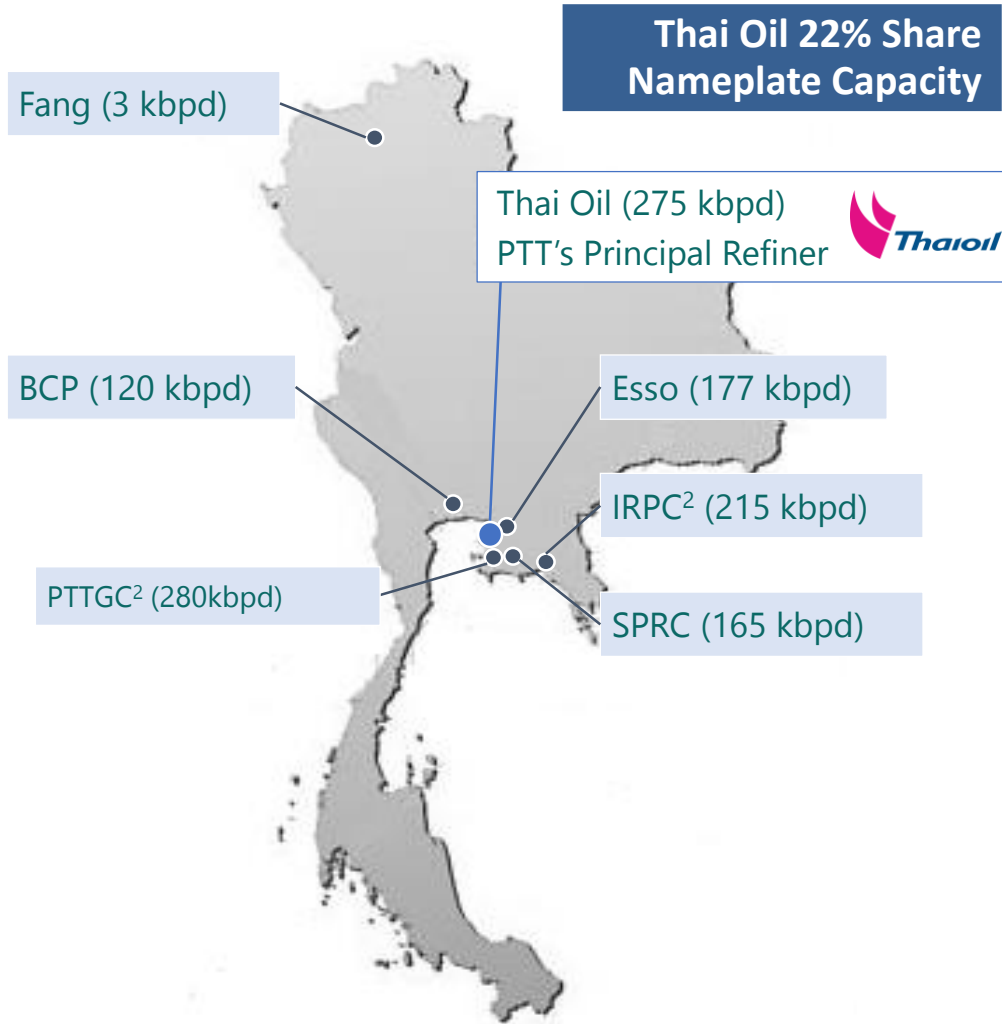 Thai Oil 22% Share
Nameplate Capacity
Fang (3 kbpd)
Thai Oil (275 kbpd)
PTT's Principal Refiner
Thaioil
BCP (120 kbpd)
Esso (177 kbpd)
IRPC² (215 kbpd)
PTTGC² (280kbpd)
SPRC (165 kbpd)